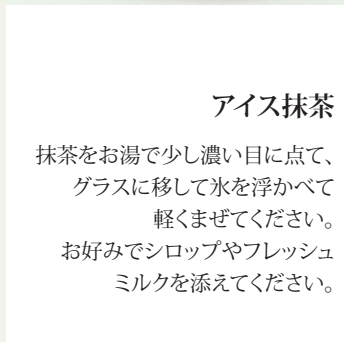 アイス抹茶
抹茶をお湯で少し濃い目に点て、
グラスに移して氷を浮かべて
軽くまぜてください。
お好みでシロップやフレッシュ
ミルクを添えてください。